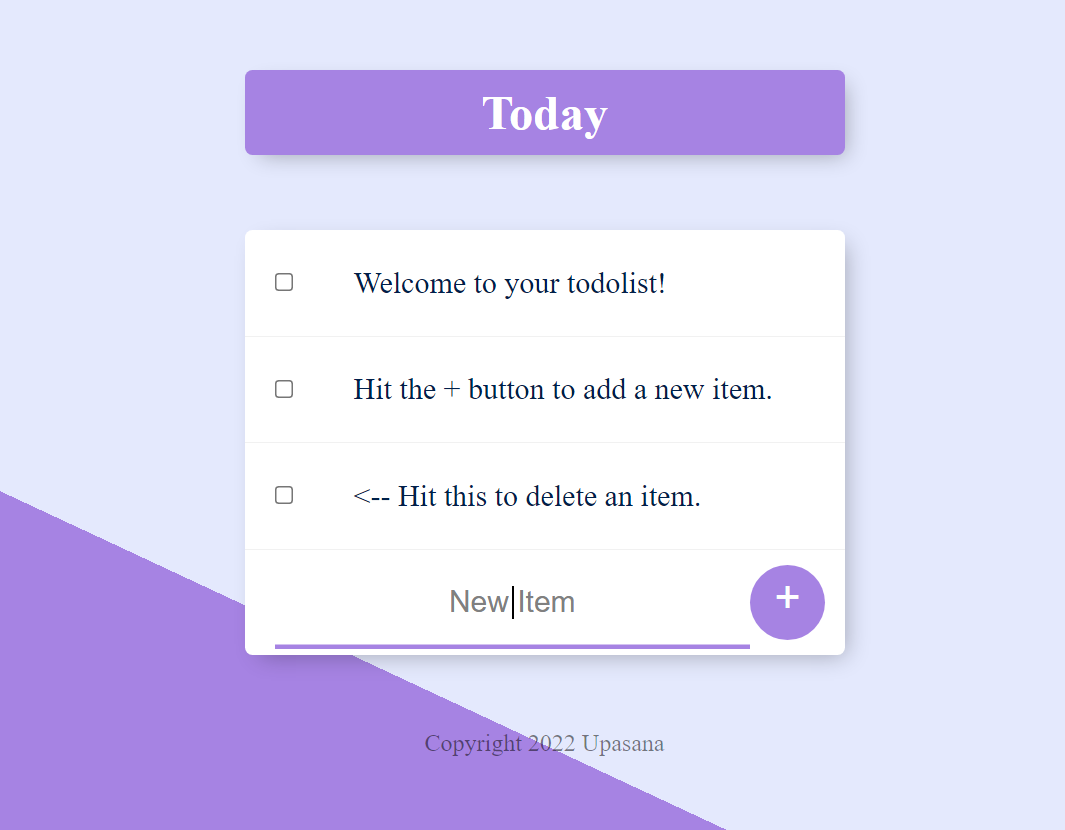 Today
Welcome to your todolist!
Hit the + button to add a new item.
<-- Hit this to delete an item.
New Item
+
Copyright 2022 Upasana